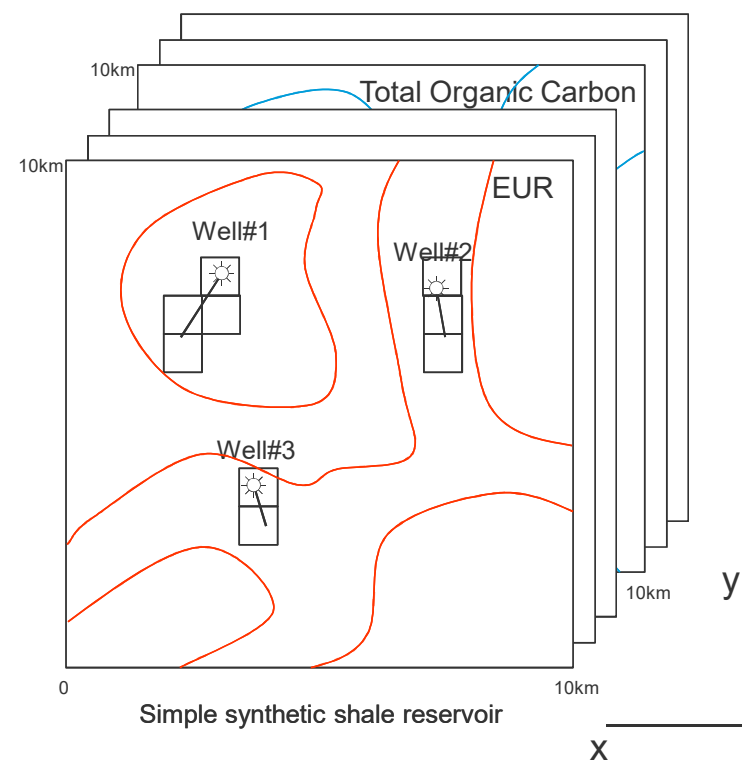 10km
Total Organic Carbon
10km
EUR
Well#1
Well#2
Well#3
10km
y
0
10km
Simple synthetic shale reservoir
x